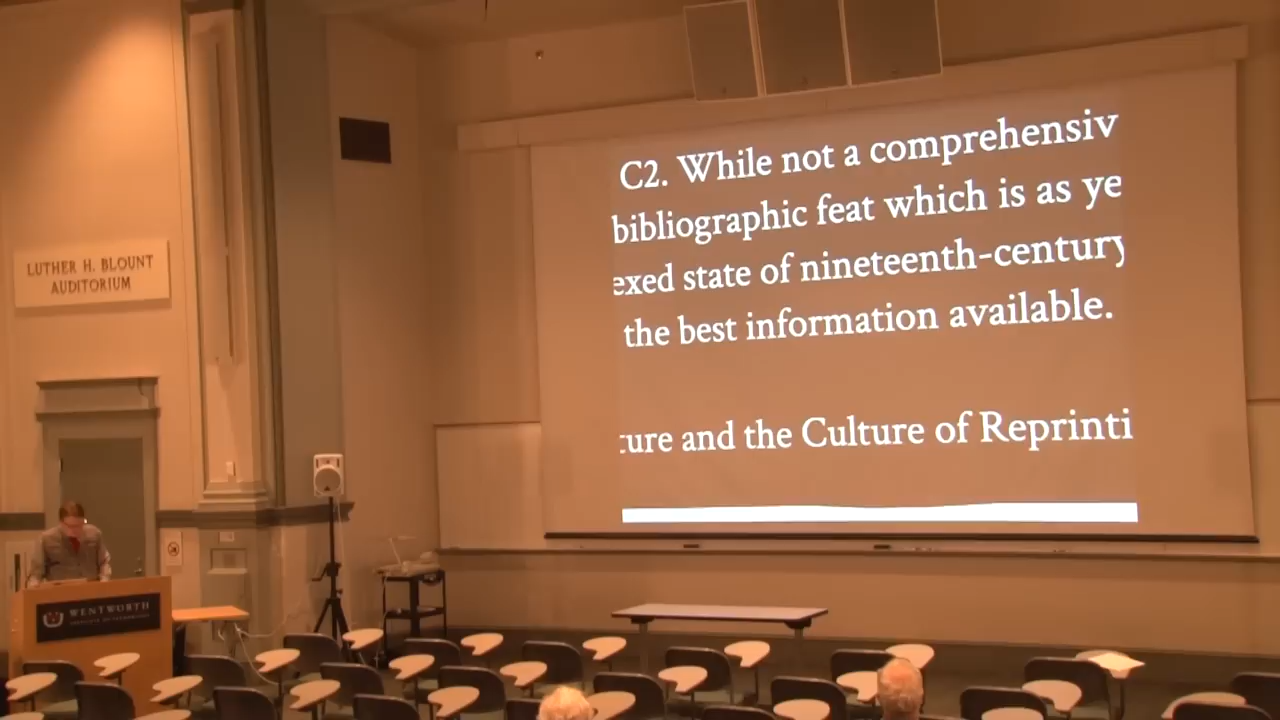 LUTHER H. BLOUNT
AUDITORIUM
C2. While not a comprehensiv
bibliographic feat which is as ye
exed state of nineteenth-century
the best information available.
ture and the Culture of Reprinti
WENTWORTH